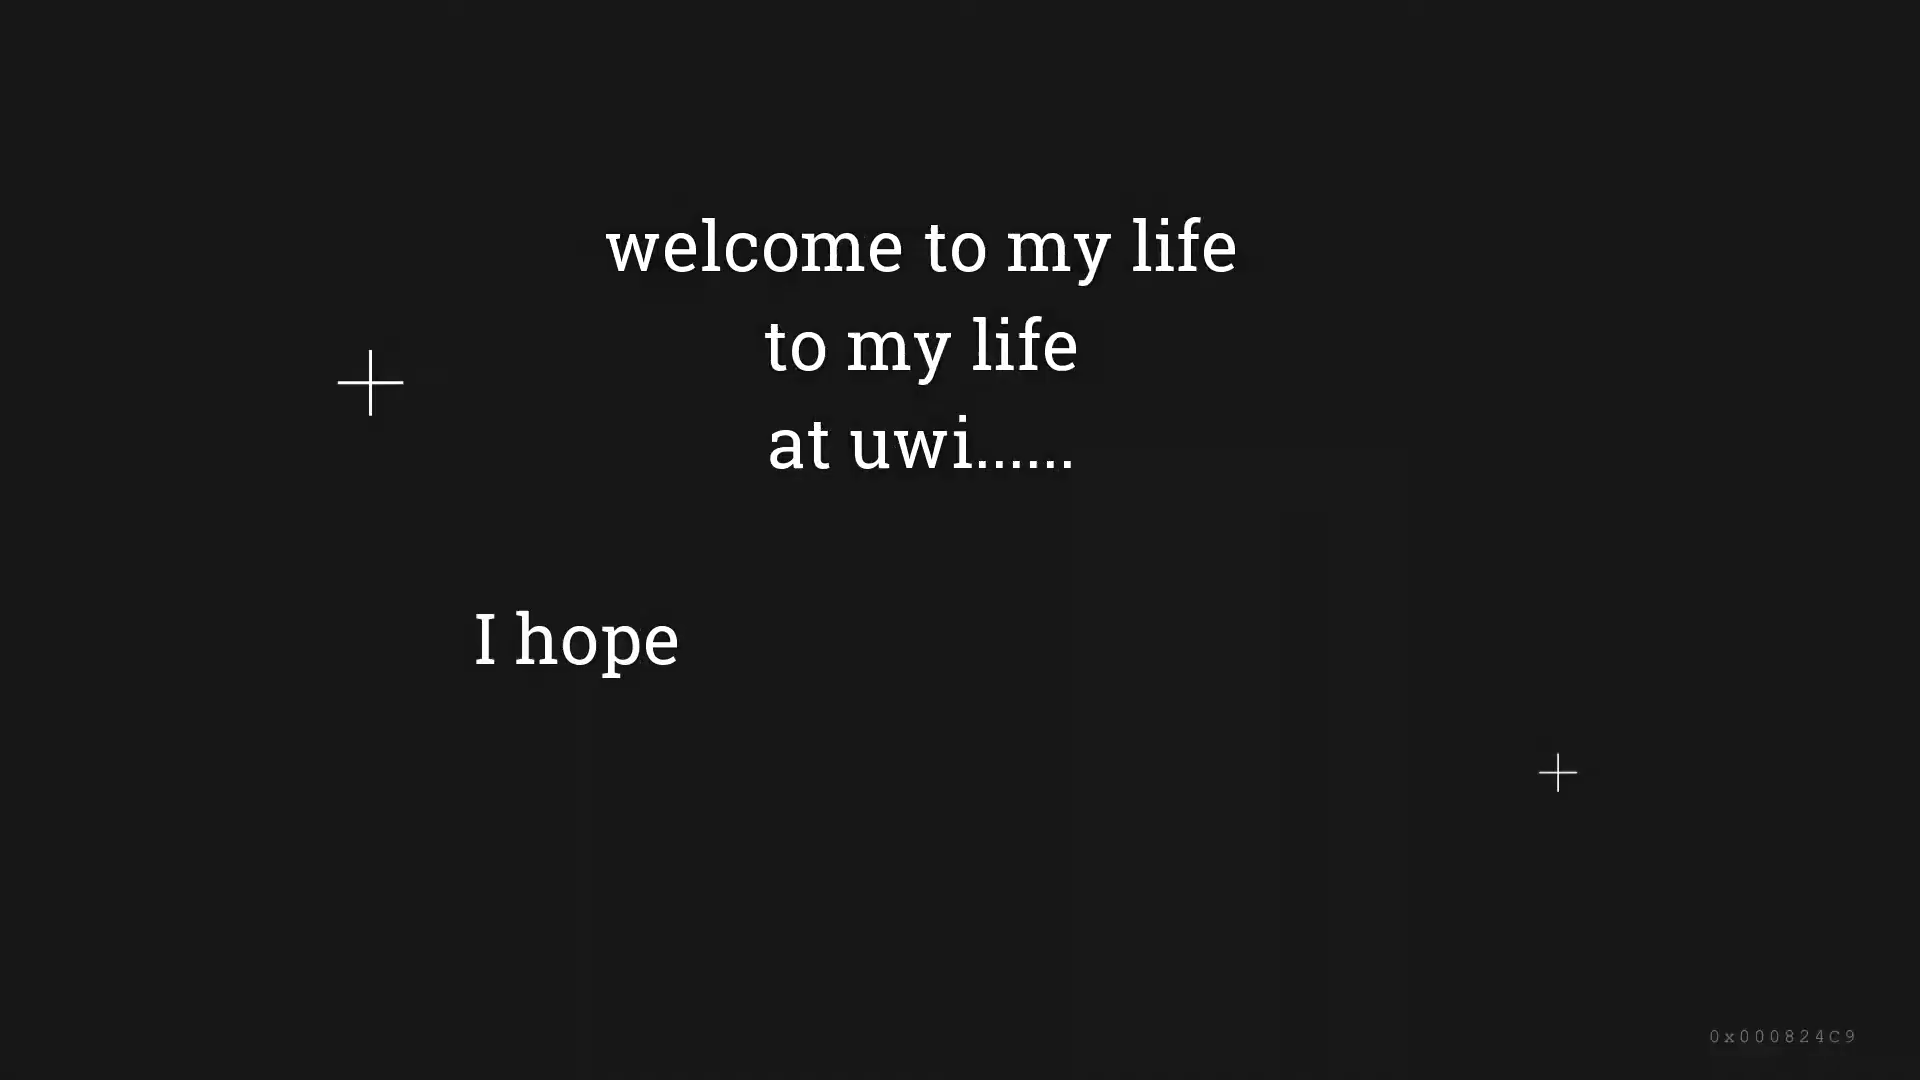 welcome to my life
to my life
at uwi......
I hope
0x000824C9